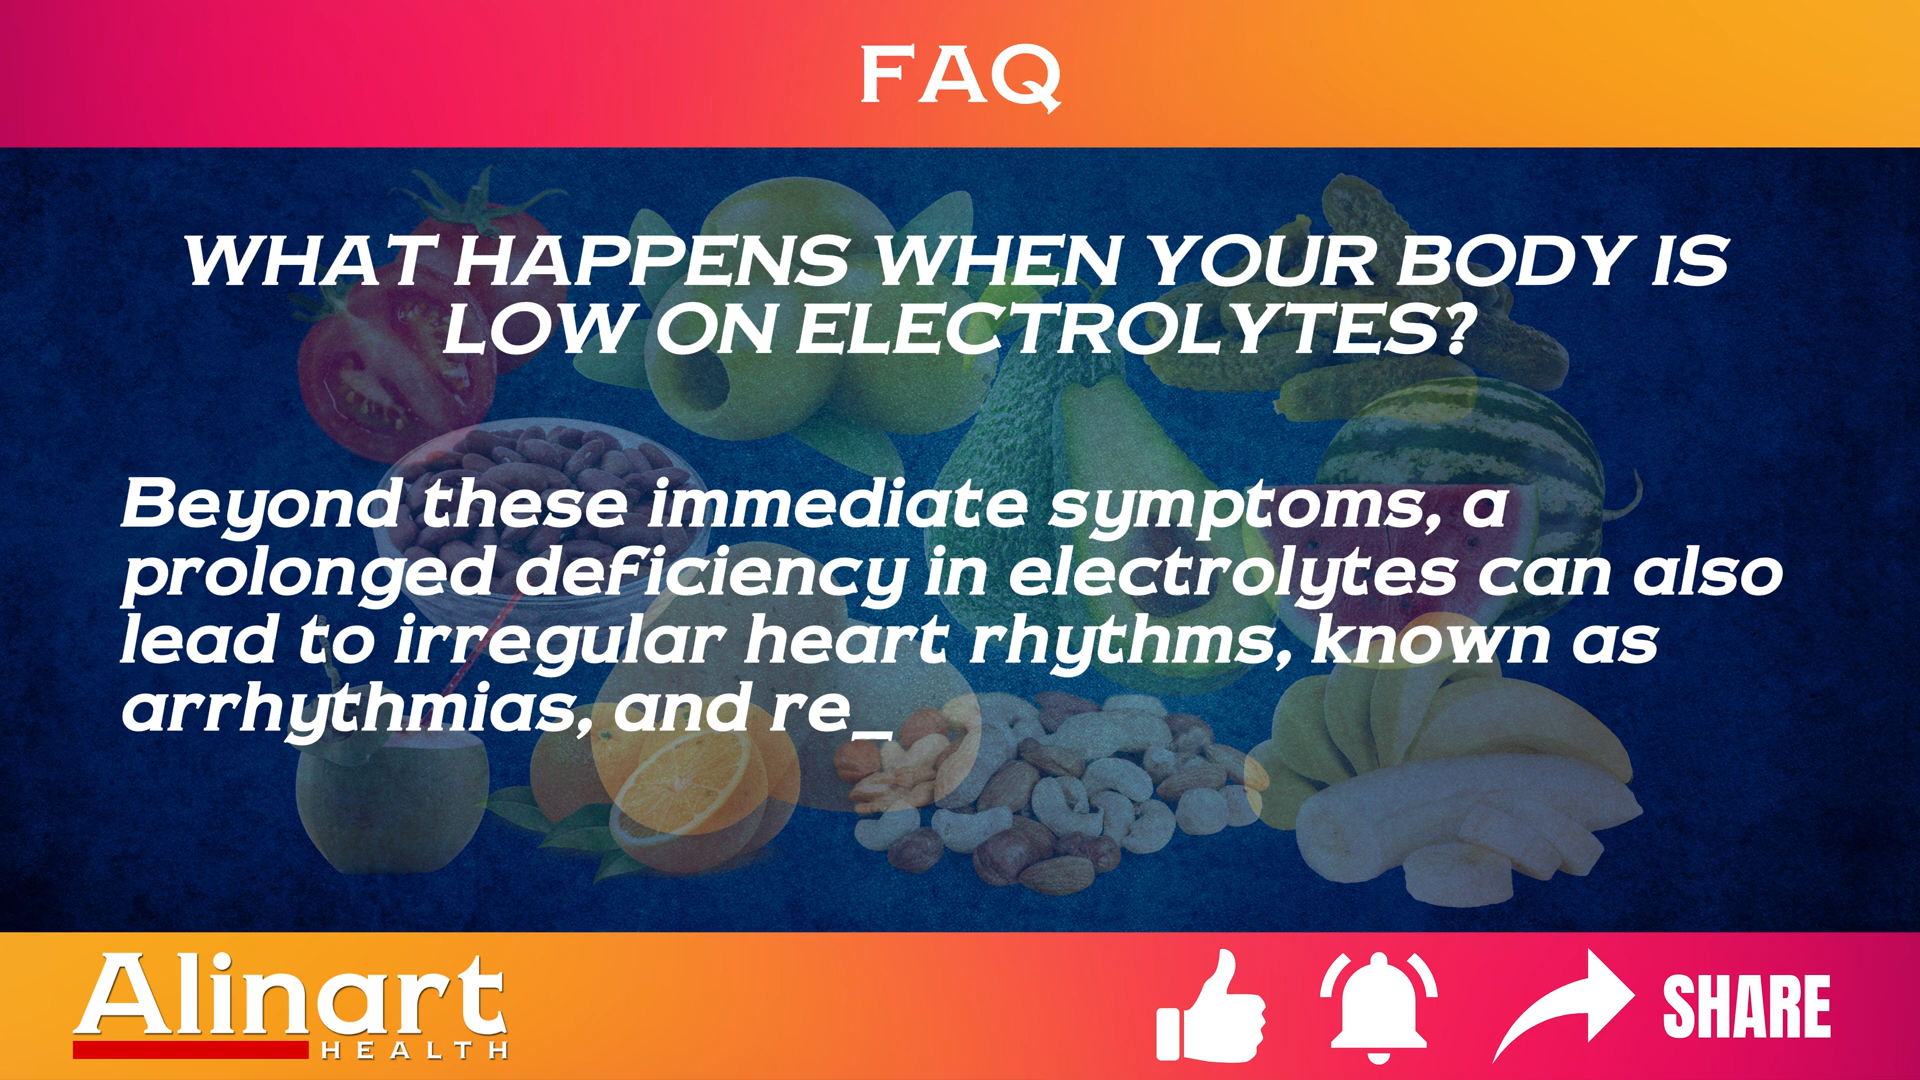 FAQ
WHAT HAPPENS WHEN YOUR BODY IS
LOW ON ELECTROLYTES?
Beyond these immediate symptoms, a
prolonged deficiency in electrolytes can also
lead to irregular heart rhythms, known as
arrhythmias, and re_
Alinart
HEALTH
SHARE